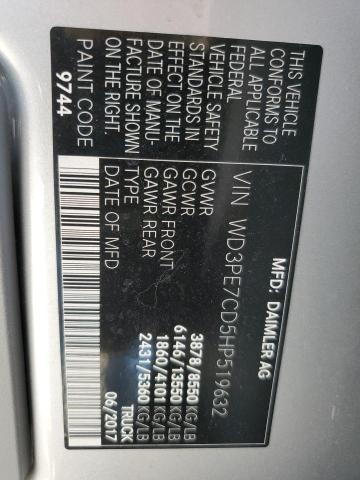 MFD: DAIMLER AG
VIN WD3PE7CD5HP519632
GVWR 3878/8550 KG/LB
GCWR 6146/13550 KG/LB
GAWR FRONT 1860/4101 KG/LB
GAWR REAR 2431/5360 KG/LB
TYPE TRUCK
DATE OF MFD 06/2017
THIS VEHICLE
CONFORMS TO
ALL APPLICABLE
FEDERAL
VEHICLE SAFETY
STANDARDS IN
EFFECT ON THE
DATE OF MANU-
FACTURE SHOWN
ON THE RIGHT.
PAINT CODE
9744